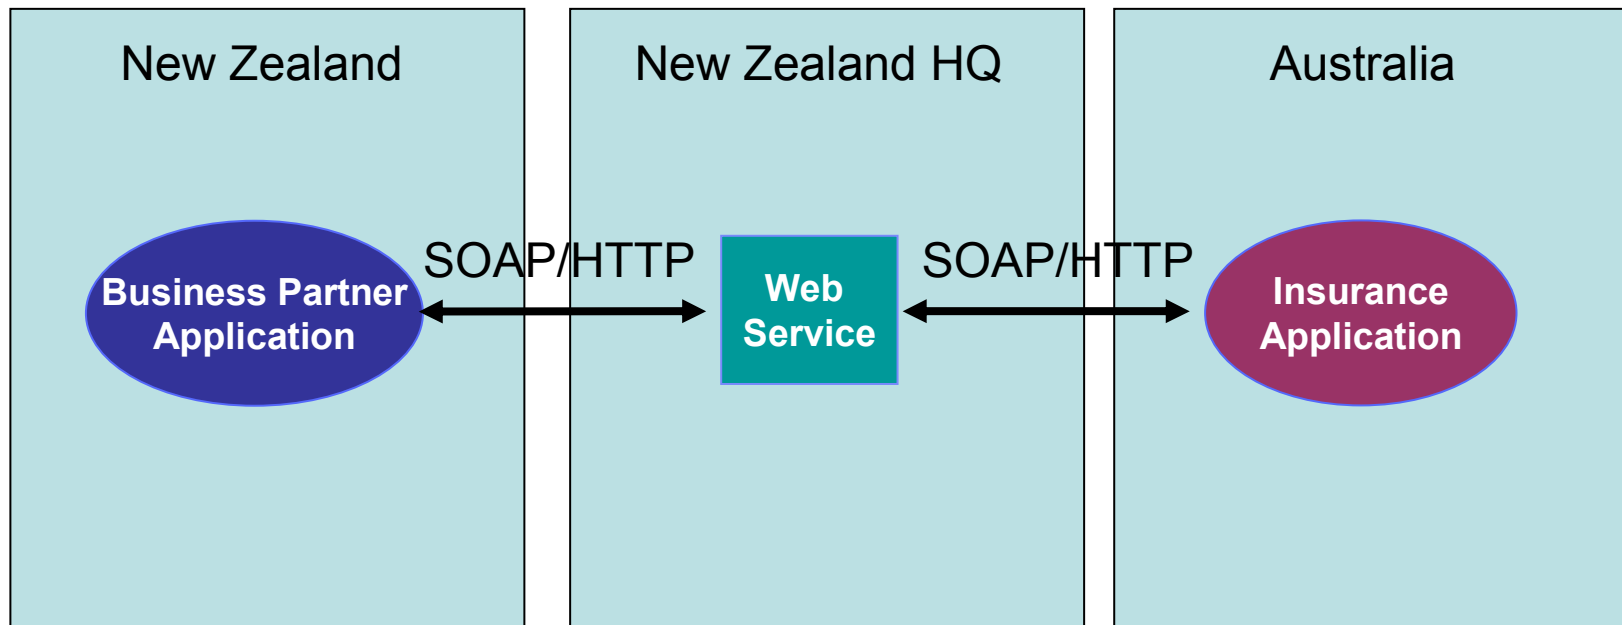 New Zealand
New Zealand HQ
Australia
SOAP/HTTP
SOAP/HTTP
Business Partner
Application
Web
Service
Insurance
Application